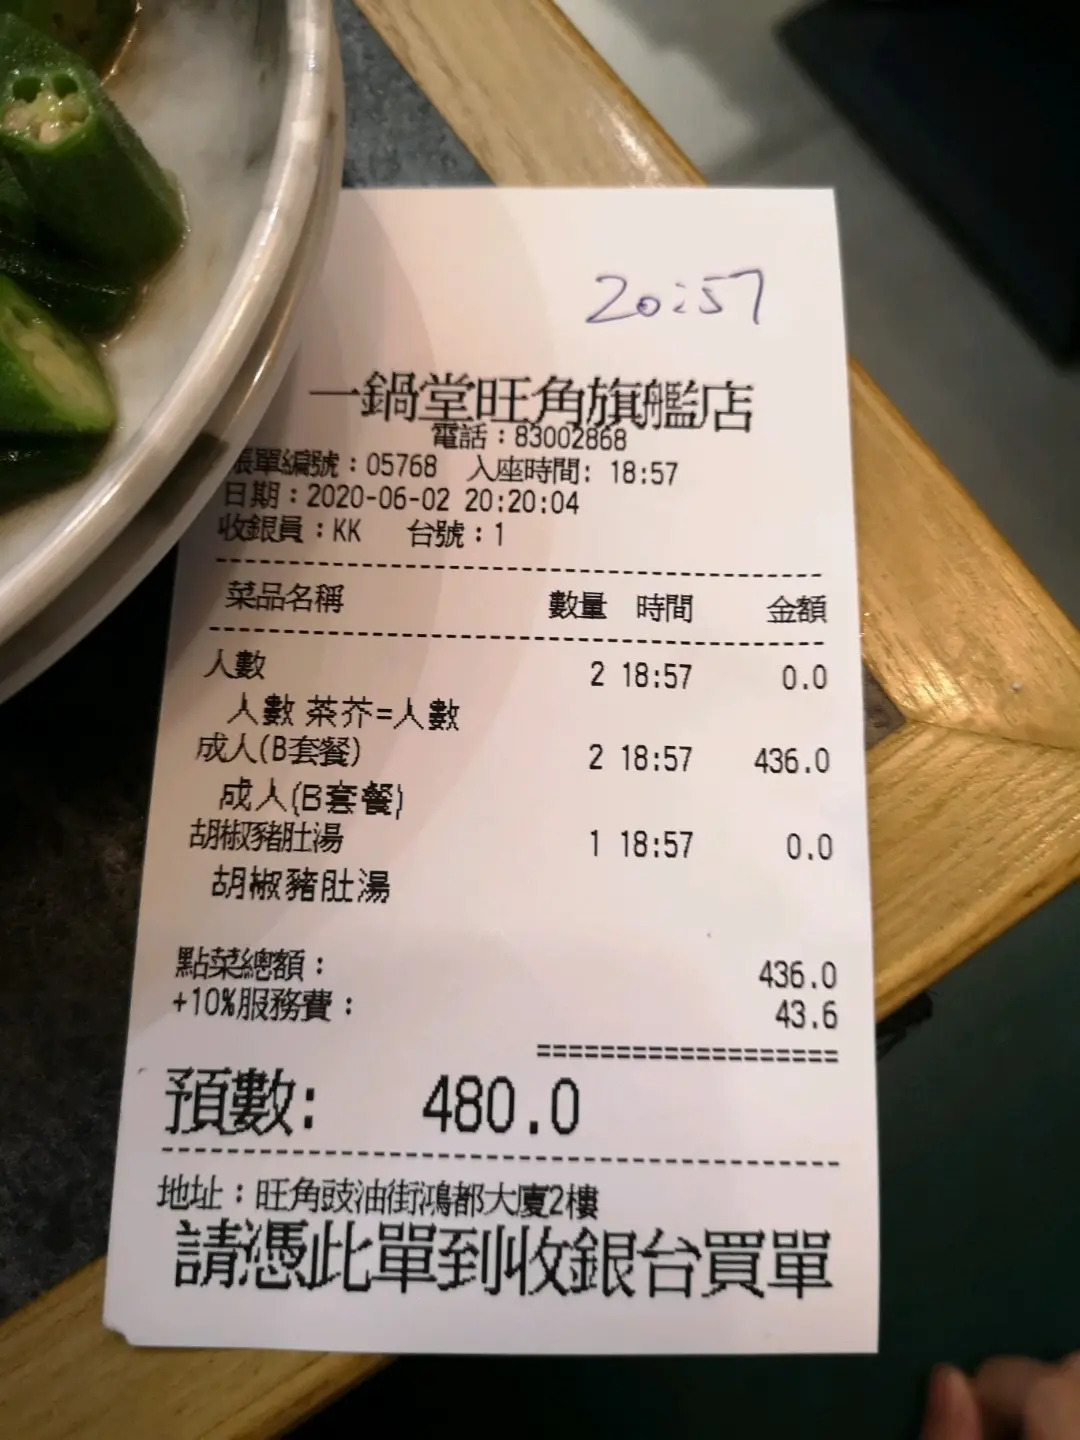 20:57
一鍋堂旺角旗艦店
電話：83002868
賬單編號：05768 入座時間: 18:57
日期：2020-06-02 20:20:04
收銀員：KK 台號：1
菜品名稱 數量 時間 金額
人數 2 18:57 0.0
人數 茶芥=人數
成人(B套餐) 2 18:57 436.0
成人(B套餐)
胡椒豬肚湯 1 18:57 0.0
胡椒豬肚湯
點菜總額： 436.0
+10%服務費： 43.6
預數: 480.0
地址：旺角豉油街鴻都大廈2樓
請憑此單到收銀台買單